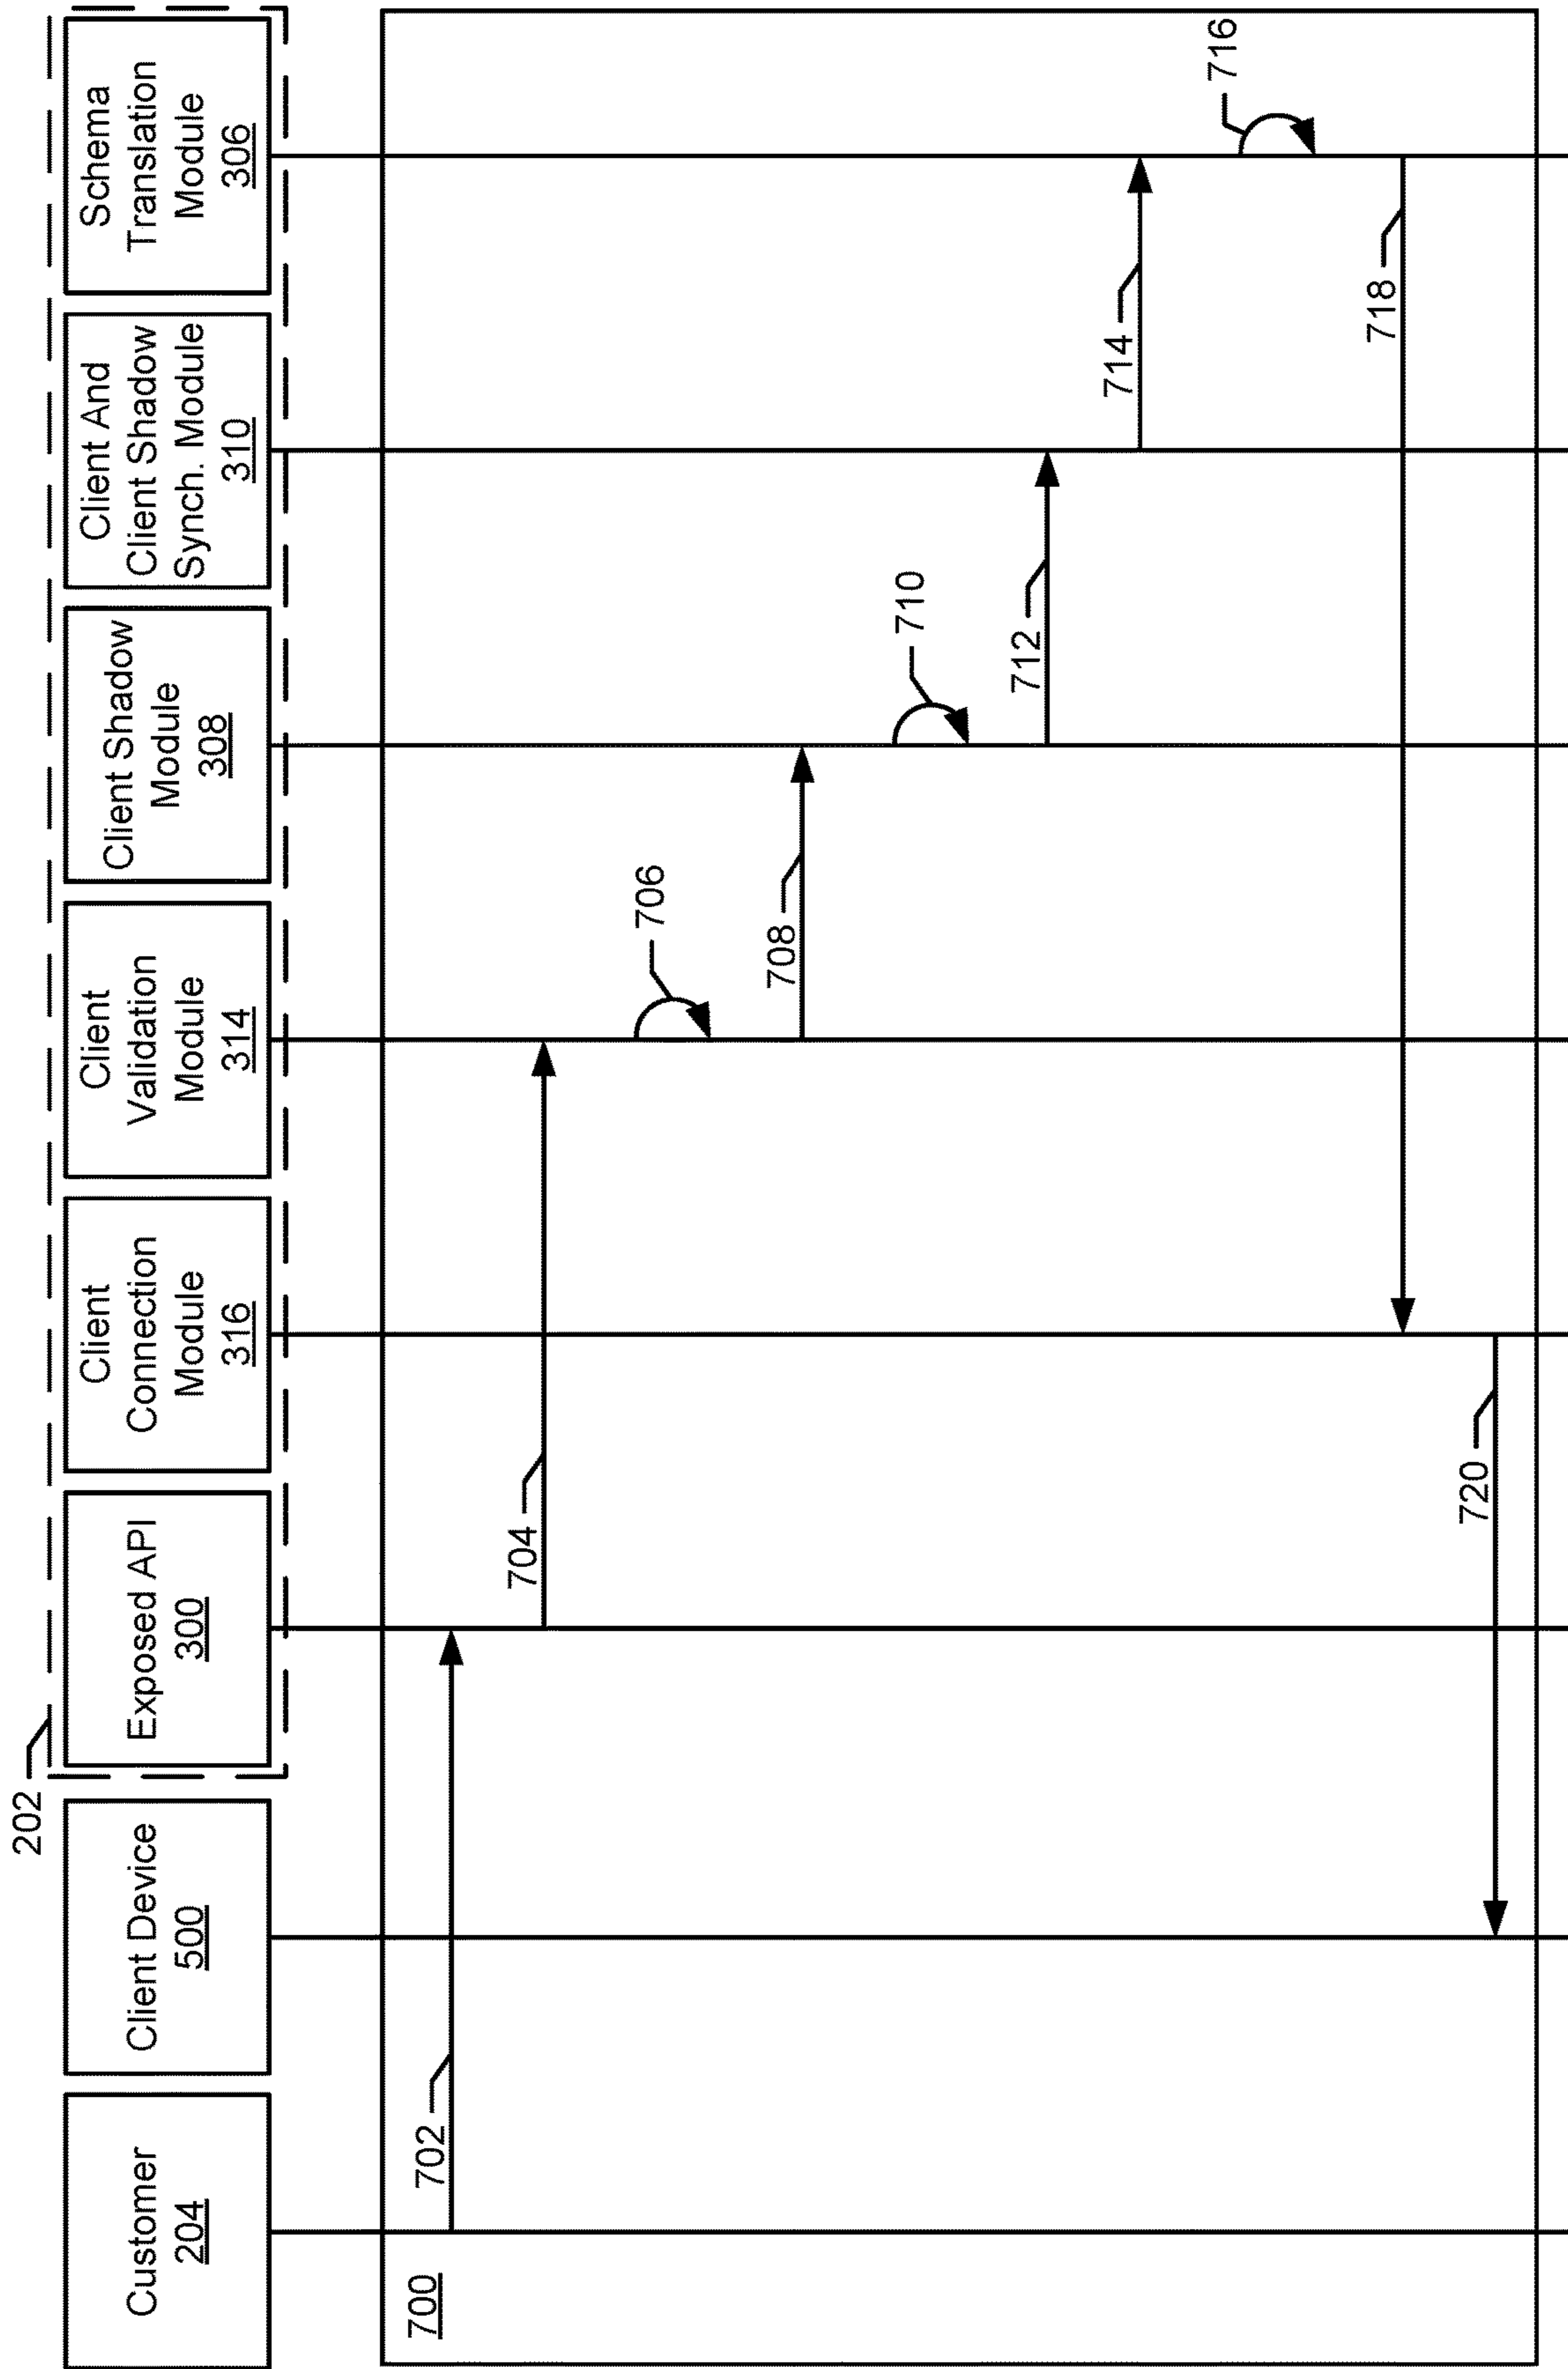 202
Customer
204
Client Device
500
Exposed API
300
Client
Connection
Module
316
Client
Validation
Module
314
Client Shadow
Module
308
Client And
Client Shadow
Synch. Module
310
Schema
Translation
Module
306
700
702
704
706
708
710
712
714
716
718
720